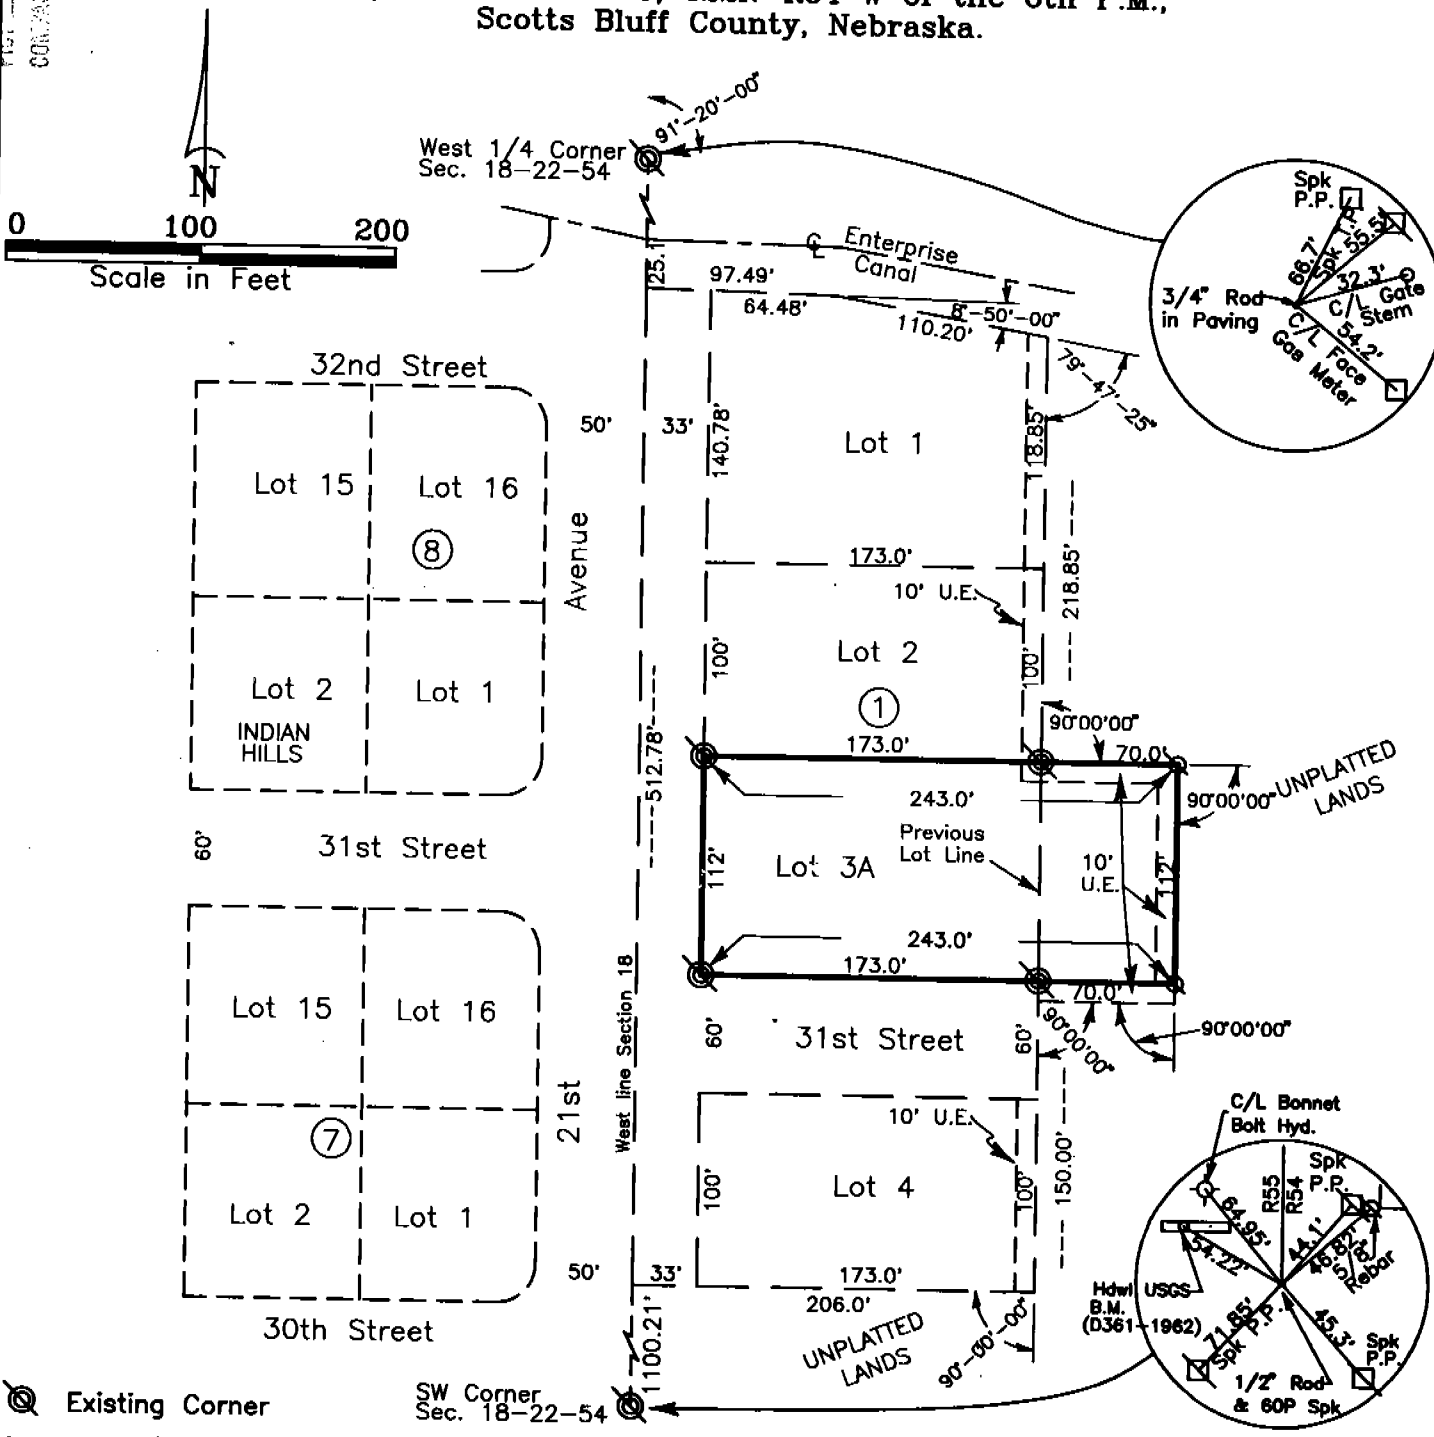 R54 W of the 6th P.M.,
Scotts Bluff County, Nebraska.
N
0 100 200
Scale in Feet
91°-20'-00"
West 1/4 Corner
Sec. 18-22-54
Enterprise
Canal
25.1
97.49'
64.48'
110.20'
8°-50'-00"
79°-47'-25"
Spk
P.P.
66.7'
Spk T.P.
55.5'
32.3'
C/L Gate
Stem
54.2'
C/L Face
Gas Meter
3/4" Rod
in Paving
32nd Street
50'
33'
140.78'
Lot 1
118.85'
Lot 15
Lot 16
8
Avenue
173.0'
10' U.E.
218.85'
100'
Lot 2
100'
1
Lot 2
Lot 1
INDIAN
HILLS
512.78'
90°00'00"
173.0'
70.0'
UNPLATTED
LANDS
90°00'00"
243.0'
Previous
Lot Line
60'
31st Street
112'
Lot 3A
10'
U.E.
112'
243.0'
173.0'
70.0'
Lot 15
Lot 16
West line Section 18
60'
31st Street
60'
90°00'00"
90°00'00"
21st
7
10' U.E.
100'
Lot 4
100'
150.00'
Lot 2
Lot 1
50'
33'
173.0'
206.0'
30th Street
UNPLATTED
LANDS
90°-00'-00"
1100.21'
C/L Bonnet
Bolt Hyd.
R55
R54
Spk
P.P.
64.95'
54.22'
44.1'
46.82'
5/8"
Rebar
Hdwl USGS
B.M.
(D361-1962)
71.85'
Spk P.P.
45.3'
Spk
P.P.
1/2" Rod
& 60P Spk
Existing Corner
SW Corner
Sec. 18-22-54